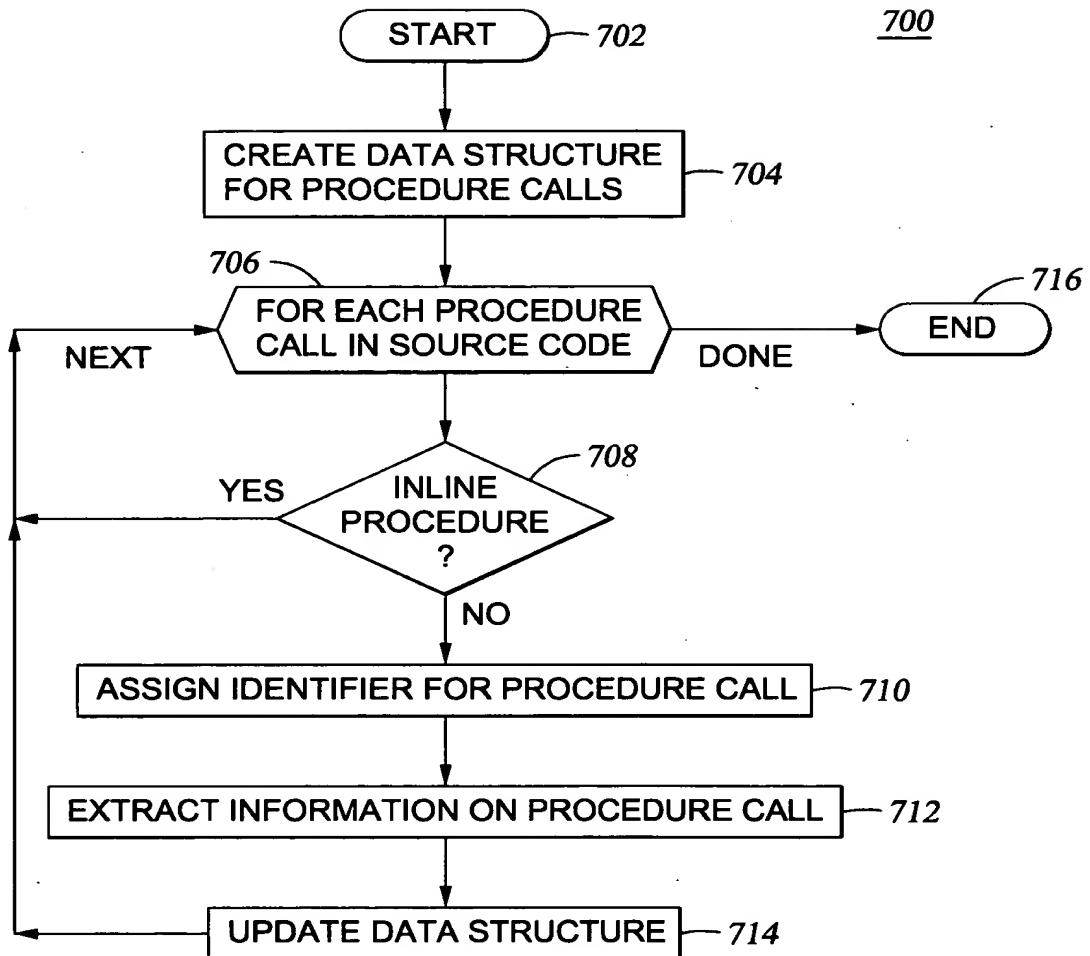 START
702
700
CREATE DATA STRUCTURE
FOR PROCEDURE CALLS
704
706
FOR EACH PROCEDURE
CALL IN SOURCE CODE
716
END
NEXT
DONE
708
YES
INLINE
PROCEDURE
?
NO
ASSIGN IDENTIFIER FOR PROCEDURE CALL
710
EXTRACT INFORMATION ON PROCEDURE CALL
712
UPDATE DATA STRUCTURE
714